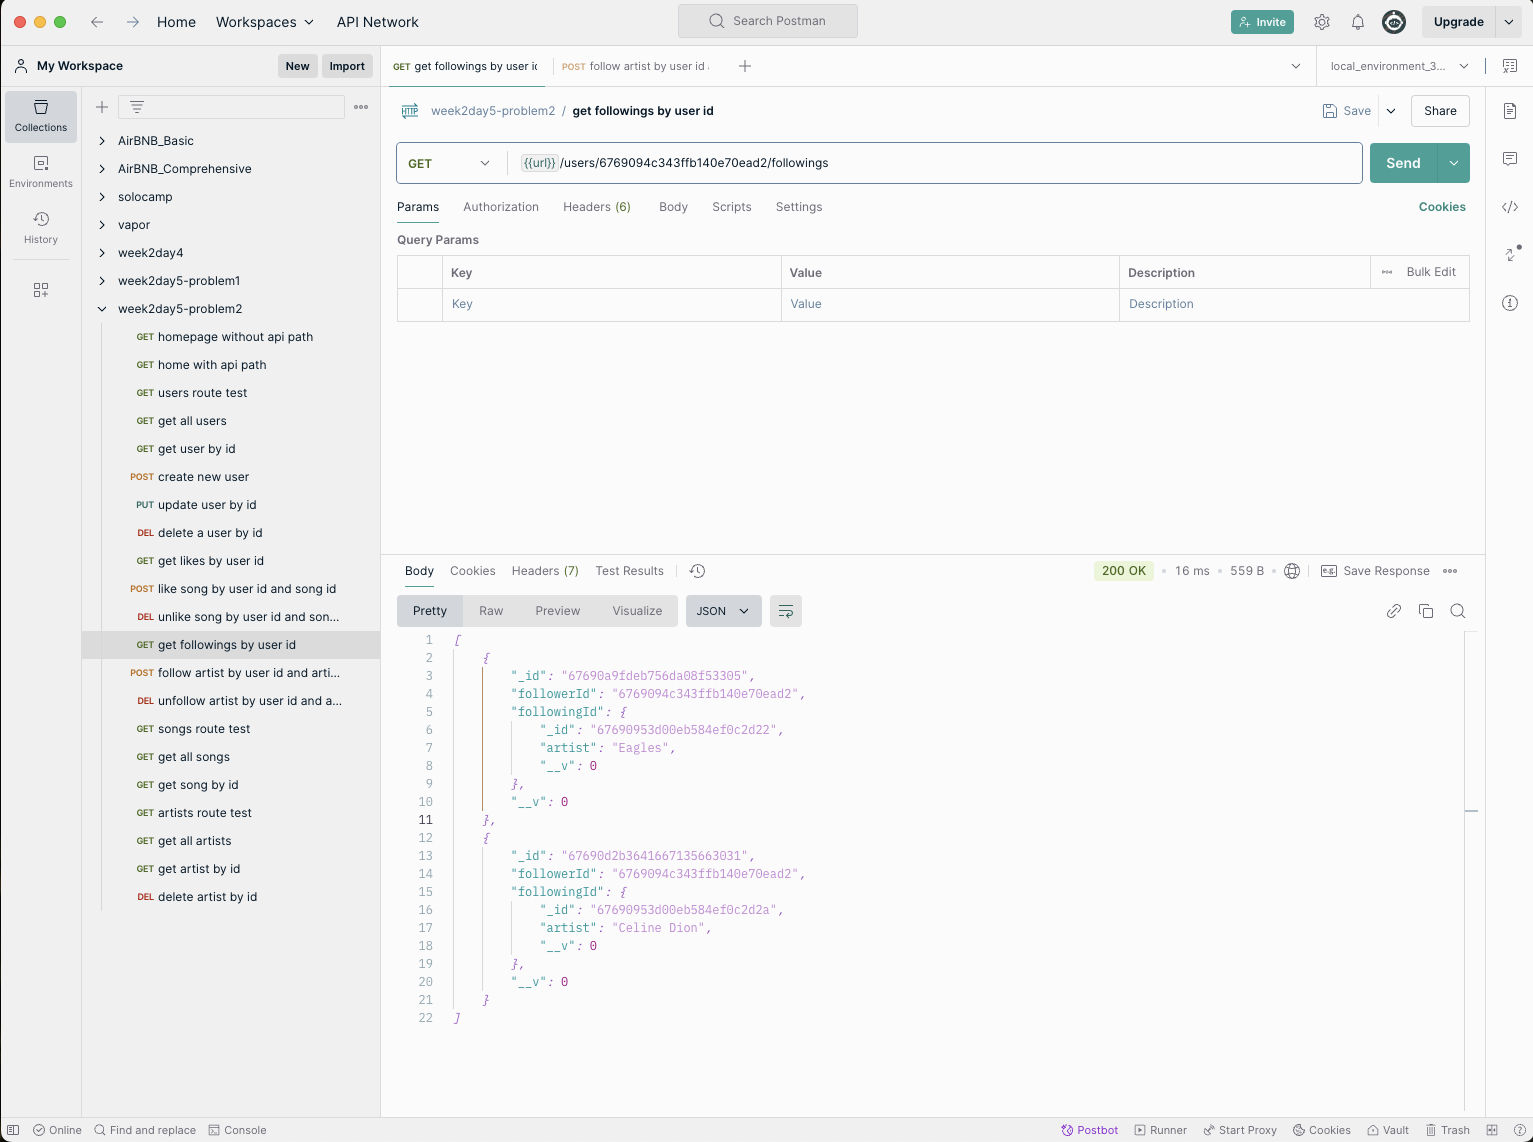 Home Workspaces API Network Search Postman Invite Upgrade
My Workspace New Import GET get followings by user id POST follow artist by user id local_environment_3...
Collections
Environments
History
AirBNB_Basic
AirBNB_Comprehensive
solocamp
vapor
week2day4
week2day5-problem1
week2day5-problem2
GET homepage without api path
GET home with api path
GET users route test
GET get all users
GET get user by id
POST create new user
PUT update user by id
DEL delete a user by id
GET get likes by user id
POST like song by user id and song id
DEL unlike song by user id and son...
GET get followings by user id
POST follow artist by user id and arti...
DEL unfollow artist by user id and a...
GET songs route test
GET get all songs
GET get song by id
GET artists route test
GET get all artists
GET get artist by id
DEL delete artist by id
HTTP week2day5-problem2 / get followings by user id Save Share
GET {{url}}/users/6769094c343ffb140e70ead2/followings Send
Params Authorization Headers (6) Body Scripts Settings Cookies
Query Params
Key Value Description Bulk Edit
Key Value Description
Body Cookies Headers (7) Test Results 200 OK • 16 ms • 559 B • e.g. Save Response
Pretty Raw Preview Visualize JSON
1 [
2 {
3 "_id": "67690a9fdeb756da08f53305",
4 "followerId": "6769094c343ffb140e70ead2",
5 "followingId": {
6 "_id": "67690953d00eb584ef0c2d22",
7 "artist": "Eagles",
8 "__v": 0
9 },
10 "__v": 0
11 },
12 {
13 "_id": "67690d2b3641667135663031",
14 "followerId": "6769094c343ffb140e70ead2",
15 "followingId": {
16 "_id": "67690953d00eb584ef0c2d2a",
17 "artist": "Celine Dion",
18 "__v": 0
19 },
20 "__v": 0
21 }
22 ]
Online Find and replace Console Postbot Runner Start Proxy Cookies Vault Trash